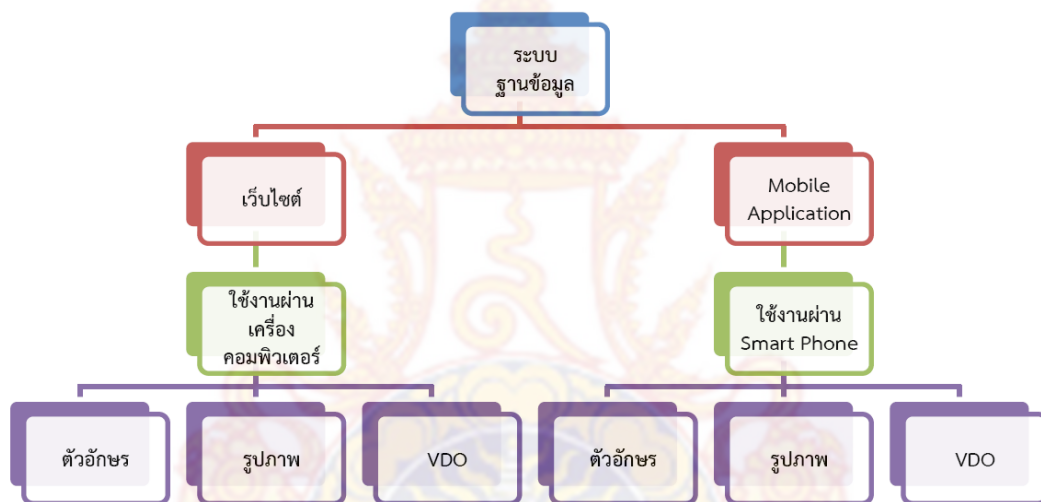 ระบบ
ฐานข้อมูล
เว็บไซต์
Mobile
Application
ใช้งานผ่าน
เครื่อง
คอมพิวเตอร์
ใช้งานผ่าน
Smart Phone
ตัวอักษร
รูปภาพ
VDO
ตัวอักษร
รูปภาพ
VDO